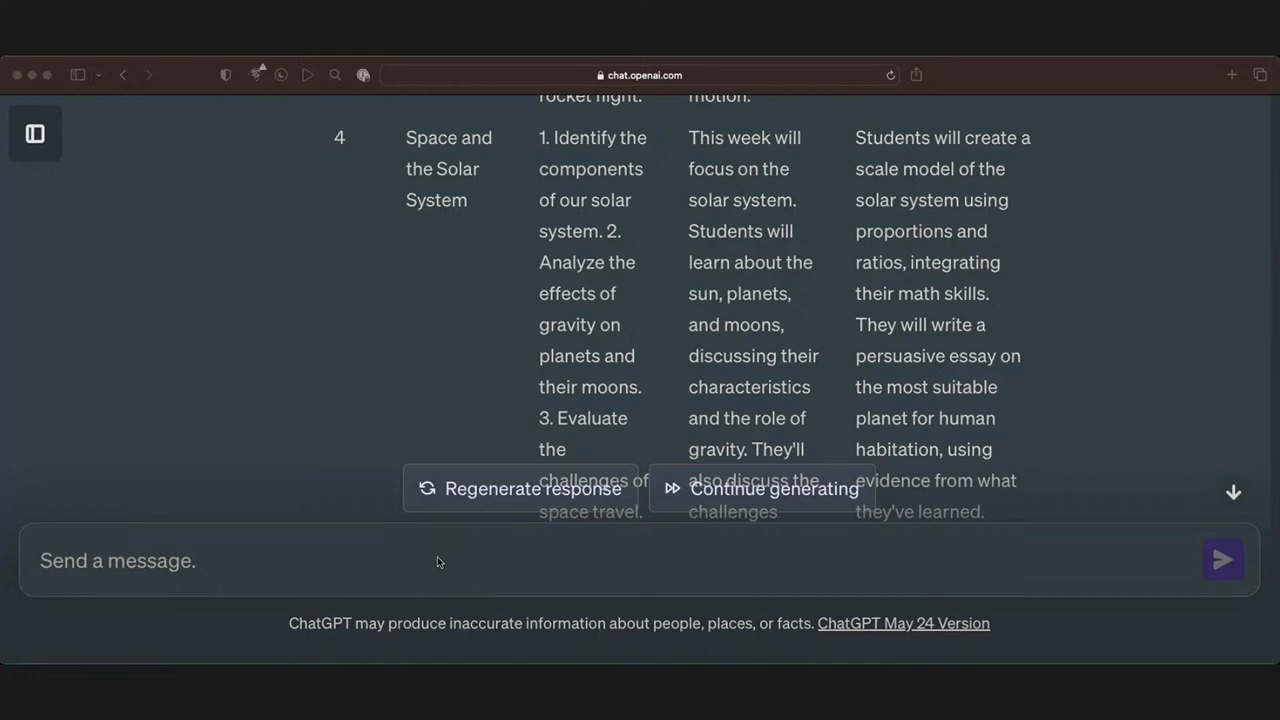 chat.openai.com
rocket flight.
motion.
4
Space and
the Solar
System
1. Identify the
components
of our solar
system. 2.
Analyze the
effects of
gravity on
planets and
their moons.
3. Evaluate
the
challenges of
space travel.
This week will
focus on the
solar system.
Students will
learn about the
sun, planets,
and moons,
discussing their
characteristics
and the role of
gravity. They'll
also discuss the
challenges
Students will create a
scale model of the
solar system using
proportions and
ratios, integrating
their math skills.
They will write a
persuasive essay on
the most suitable
planet for human
habitation, using
evidence from what
they've learned.
Regenerate response
Continue generating
Send a message.
ChatGPT may produce inaccurate information about people, places, or facts. ChatGPT May 24 Version